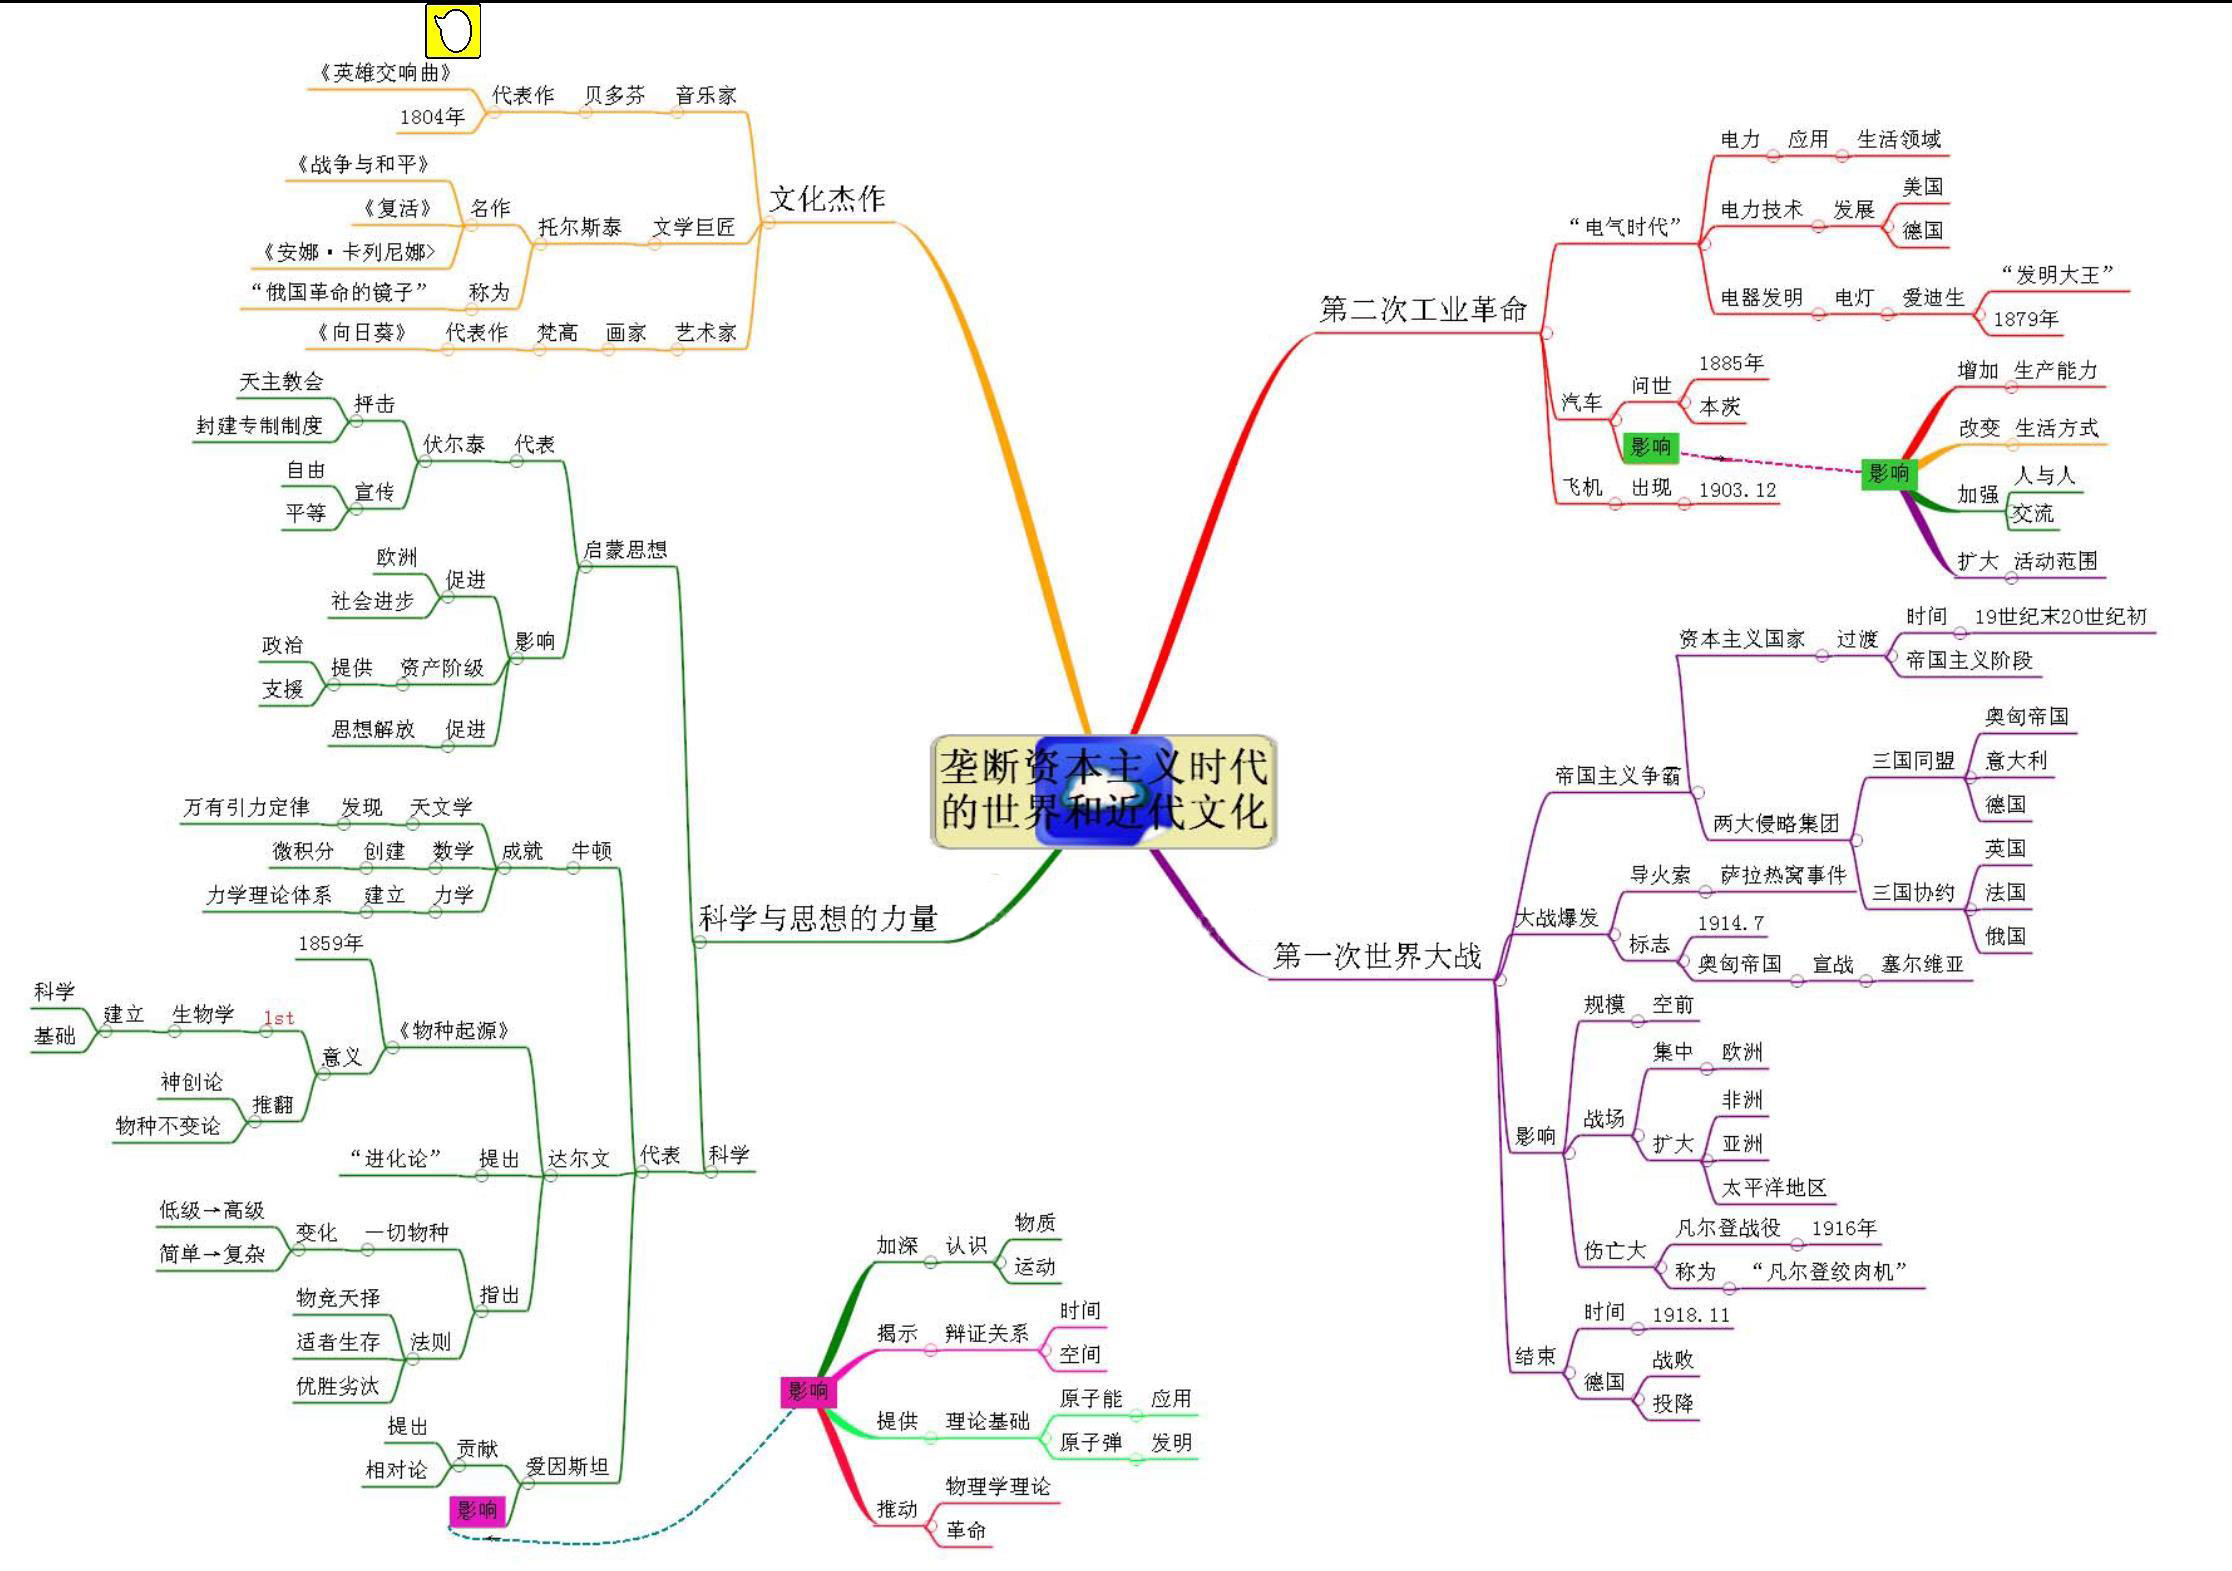 垄断资本主义时代
的世界和近代文化
第二次工业革命
“电气时代”
电力 应用 生活领域
电力技术 发展
美国
德国
电器发明 电灯 爱迪生
“发明大王”
1879年
汽车
问世
1885年
本茨
影响
飞机 出现 1903.12
影响
增加 生产能力
改变 生活方式
加强
人与人
交流
扩大 活动范围
第一次世界大战
帝国主义争霸
资本主义国家 过渡
时间 19世纪末20世纪初
帝国主义阶段
两大侵略集团
三国同盟
奥匈帝国
意大利
德国
三国协约
英国
法国
俄国
大战爆发
导火索 萨拉热窝事件
标志
1914.7
奥匈帝国 宣战 塞尔维亚
影响
规模 空前
战场
集中 欧洲
扩大
非洲
亚洲
太平洋地区
伤亡大
凡尔登战役 1916年
称为 “凡尔登绞肉机”
结束
时间 1918.11
德国
战败
投降
文化杰作
音乐家 贝多芬 代表作
《英雄交响曲》
1804年
文学巨匠 托尔斯泰
名作
《战争与和平》
《复活》
《安娜·卡列尼娜>
称为 “俄国革命的镜子”
艺术家 画家 梵高 代表作 《向日葵》
科学与思想的力量
启蒙思想
代表 伏尔泰
抨击
天主教会
封建专制制度
宣传
自由
平等
影响
促进
欧洲
社会进步
资产阶级 提供
政治
支援
促进 思想解放
科学 代表
牛顿 成就
天文学 发现 万有引力定律
数学 创建 微积分
力学 建立 力学理论体系
达尔文
《物种起源》
1859年
意义
1st 生物学 建立
科学
基础
推翻
神创论
物种不变论
提出 “进化论”
指出
一切物种 变化
低级→高级
简单→复杂
法则
物竞天择
适者生存
优胜劣汰
爱因斯坦
贡献
提出
相对论
影响
影响
加深 认识
物质
运动
揭示 辩证关系
时间
空间
提供 理论基础
原子能 应用
原子弹 发明
推动
物理学理论
革命